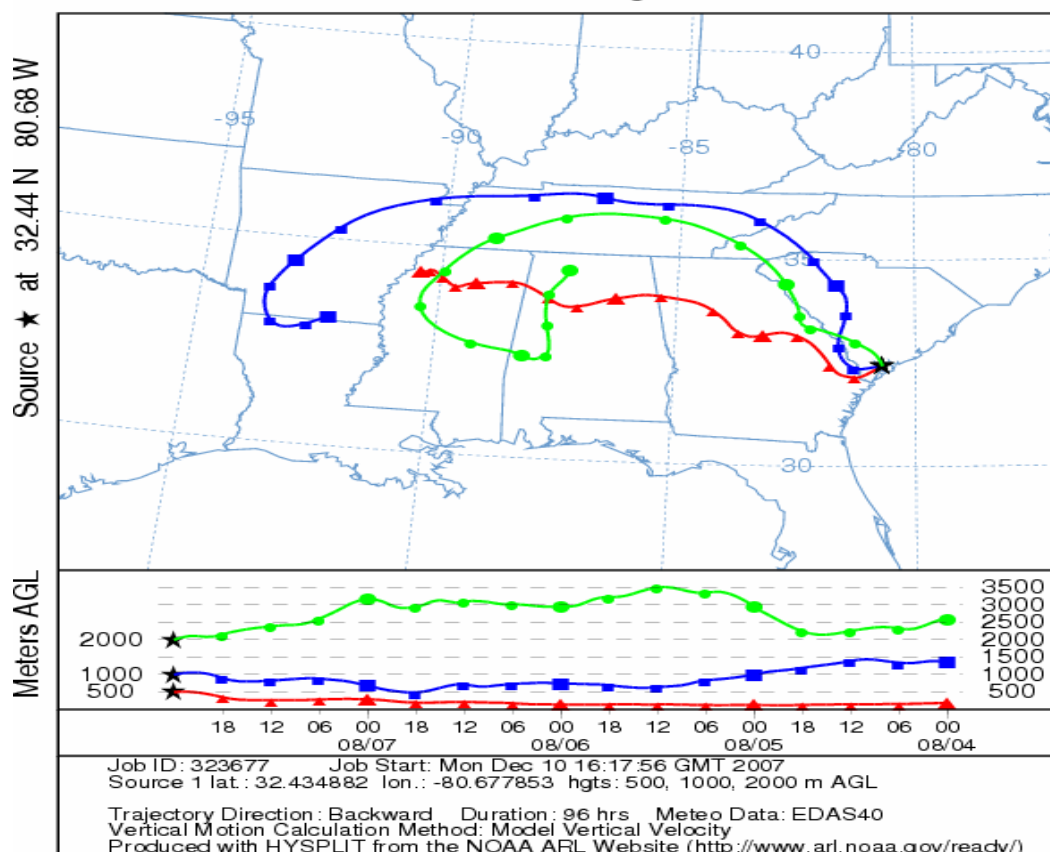 Source ★ at 32.44 N 80.68 W
40
-95
-90
-85
-80
35
30
Meters AGL
2000
1000
500
3500
3000
2500
2000
1500
1000
500
18 12 06 00 18 12 06 00 18 12 06 00 18 12 06 00
08/07 08/06 08/05 08/04
Job ID: 323677 Job Start: Mon Dec 10 16:17:56 GMT 2007
Source 1 lat.: 32.434882 lon.: -80.677853 hgts: 500, 1000, 2000 m AGL
Trajectory Direction: Backward Duration: 96 hrs Meteo Data: EDAS40
Vertical Motion Calculation Method: Model Vertical Velocity
Produced with HYSPLIT from the NOAA ARL Website (http://www.arl.noaa.gov/ready/)